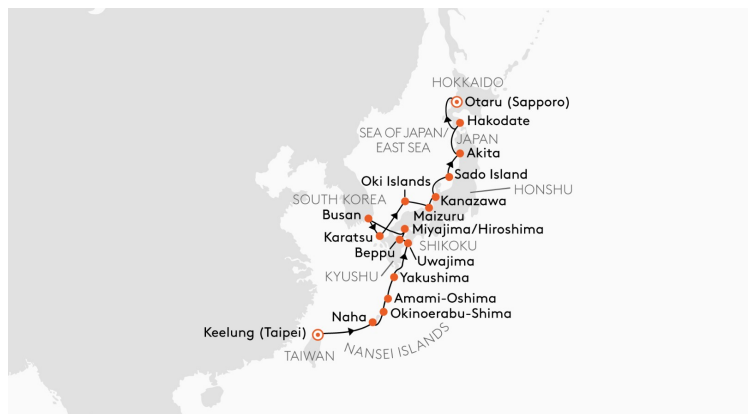 HOKKAIDO
Otaru (Sapporo)
Hakodate
SEA OF JAPAN/
EAST SEA
JAPAN
Akita
Sado Island
Oki Islands
HONSHU
SOUTH KOREA
Kanazawa
Busan
Maizuru
Miyajima/Hiroshima
Karatsu
SHIKOKU
Beppu
Uwajima
KYUSHU
Yakushima
Amami-Oshima
Naha
Okinoerabu-Shima
Keelung (Taipei)
TAIWAN
NANSEI ISLANDS